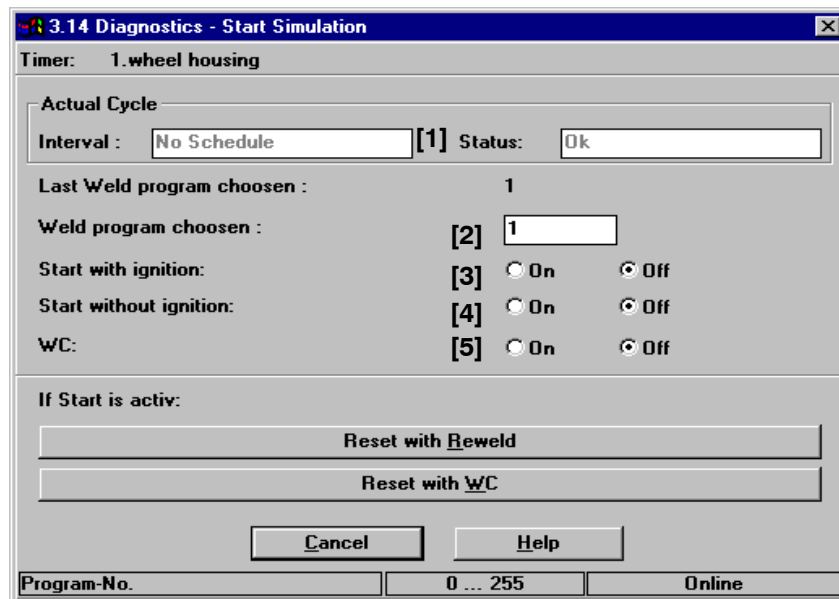 3.14 Diagnostics - Start Simulation
Timer: 1.wheel housing
Actual Cycle
Interval : No Schedule [1] Status: Ok
Last Weld program choosen : 1
Weld program choosen : [2] 1
Start with ignition: [3] On Off
Start without ignition: [4] On Off
WC: [5] On Off
If Start is activ:
Reset with Reweld
Reset with WC
Cancel Help
Program-No. 0 ... 255 Online